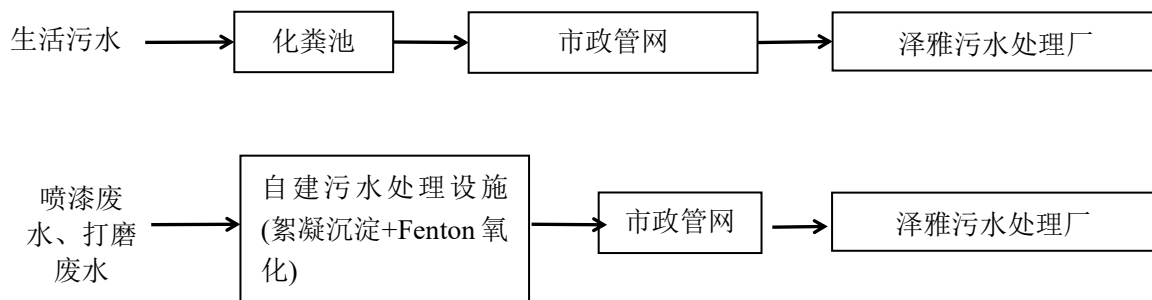 生活污水
化粪池
市政管网
泽雅污水处理厂
喷漆废
水、打磨
废水
自建污水处理设施
(絮凝沉淀+Fenton 氧
化)
市政管网
泽雅污水处理厂